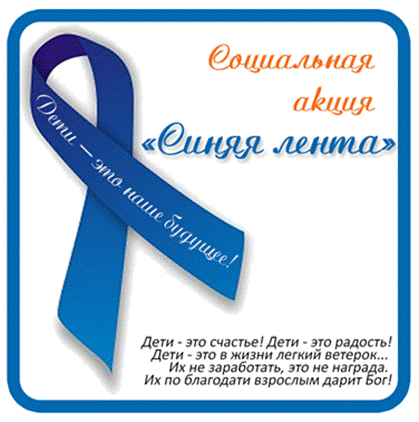 Социальная
акция
«Синяя лента»
Дети – это наше будущее!
Дети - это счастье! Дети - это радость!
Дети - это в жизни легкий ветерок...
Их не заработать, это не награда.
Их по благодати взрослым дарит Бог!